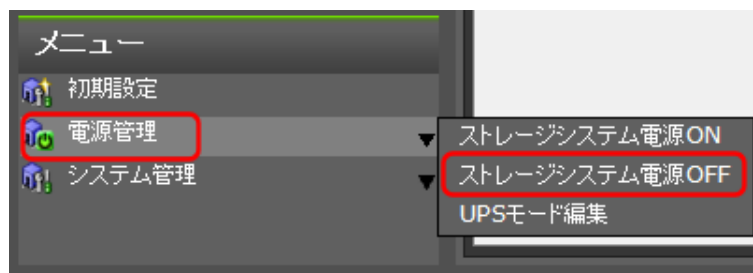 メニュー
初期設定
電源管理
システム管理
ストレージシステム電源ON
ストレージシステム電源OFF
UPSモード編集